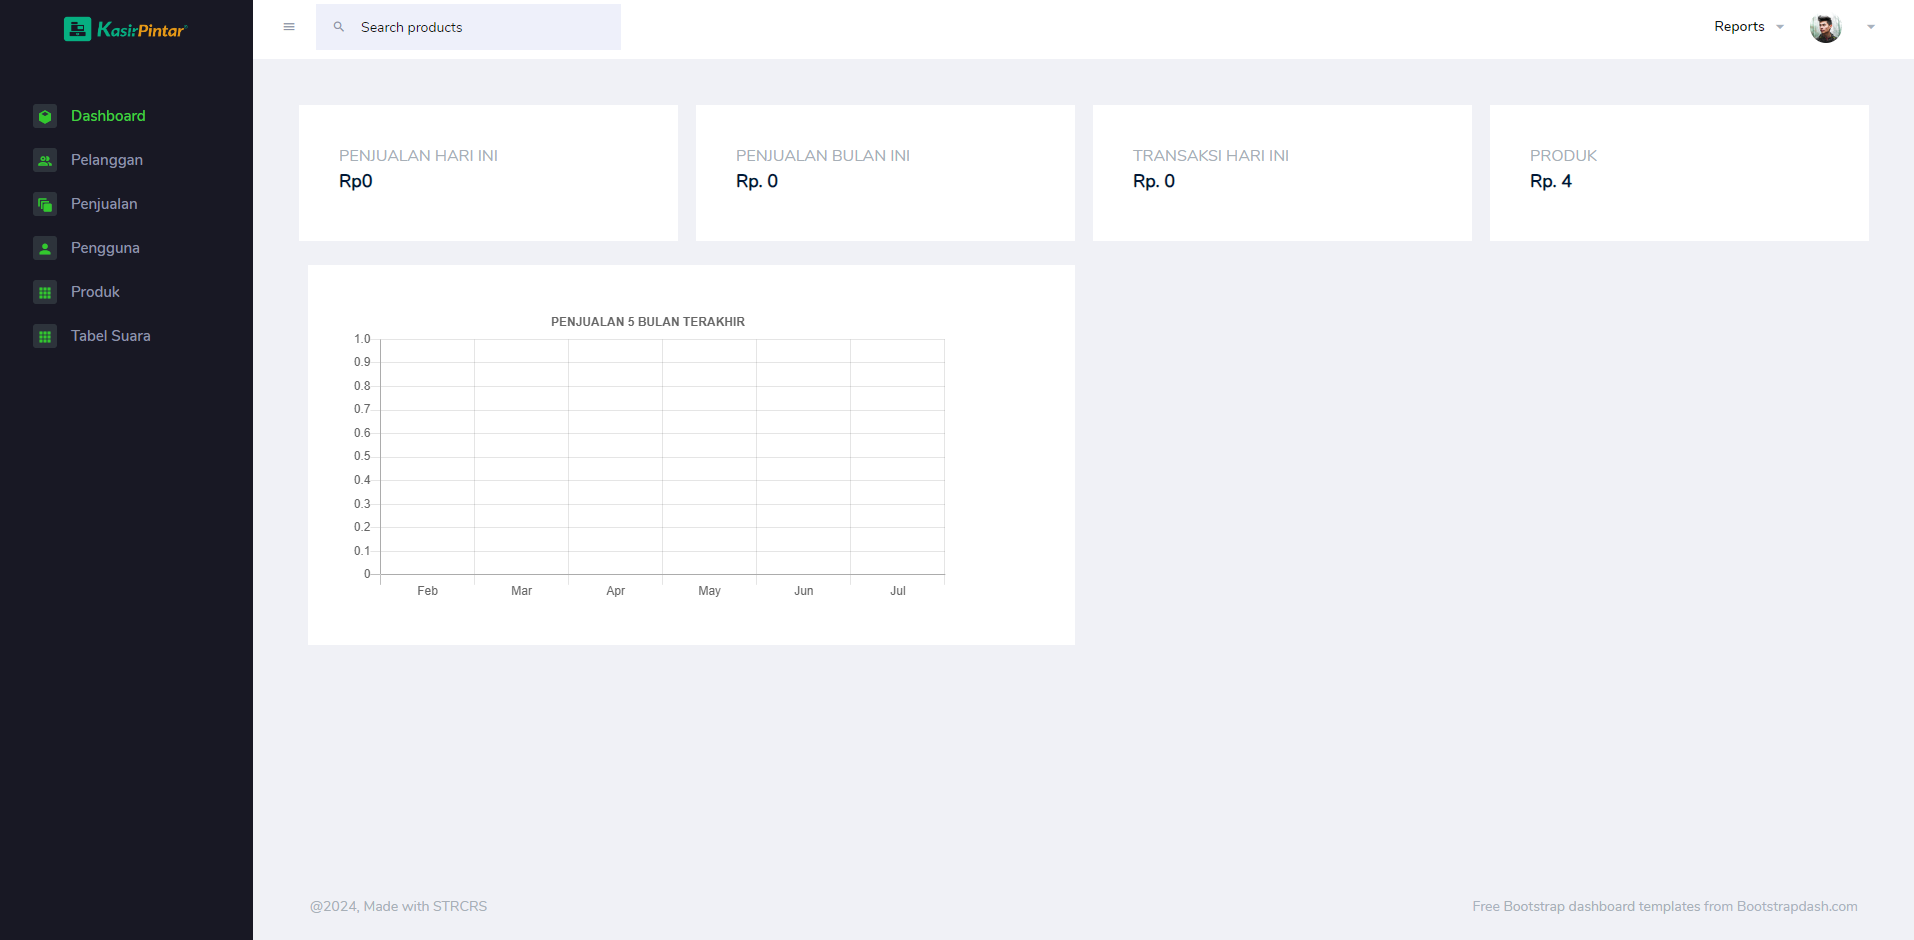 KasirPintar
Search products
Reports
Dashboard
Pelanggan
Penjualan
Pengguna
Produk
Tabel Suara
PENJUALAN HARI INI
Rp0
PENJUALAN BULAN INI
Rp. 0
TRANSAKSI HARI INI
Rp. 0
PRODUK
Rp. 4
PENJUALAN 5 BULAN TERAKHIR
1.0
0.9
0.8
0.7
0.6
0.5
0.4
0.3
0.2
0.1
0
Feb Mar Apr May Jun Jul
@2024, Made with STRCRS
Free Bootstrap dashboard templates from Bootstrapdash.com